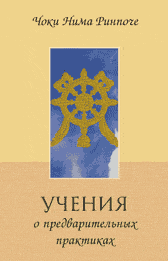 Чоки Нима Ринпоче
УЧЕНИЯ
о предварительных
практиках